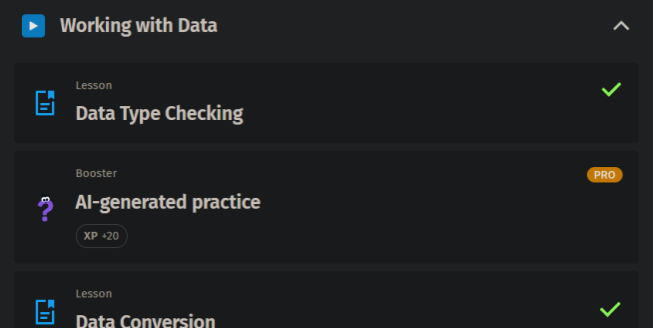 Working with Data
Lesson
Data Type Checking
Booster
PRO
AI-generated practice
XP +20
Lesson
Data Conversion